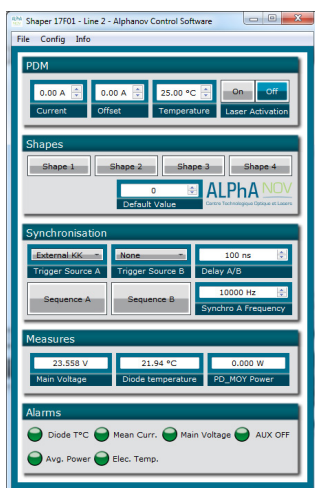 Shaper 17F01 - Line 2 - Alphanov Control Software
File Config Info
PDM
0.00 A 0.00 A 25.00 °C On Off
Current Offset Temperature Laser Activation
Shapes
Shape 1 Shape 2 Shape 3 Shape 4
0
Default Value
ALPhANOV
Centre Technologique Optique et Lasers
Synchronisation
External KK None 100 ns
Trigger Source A Trigger Source B Delay A/B
Sequence A Sequence B 10000 Hz
Synchro A Frequency
Measures
23.558 V 21.94 °C 0.000 W
Main Voltage Diode temperature PD_MOY Power
Alarms
Diode T°C Mean Curr. Main Voltage AUX OFF
Avg. Power Elec. Temp.